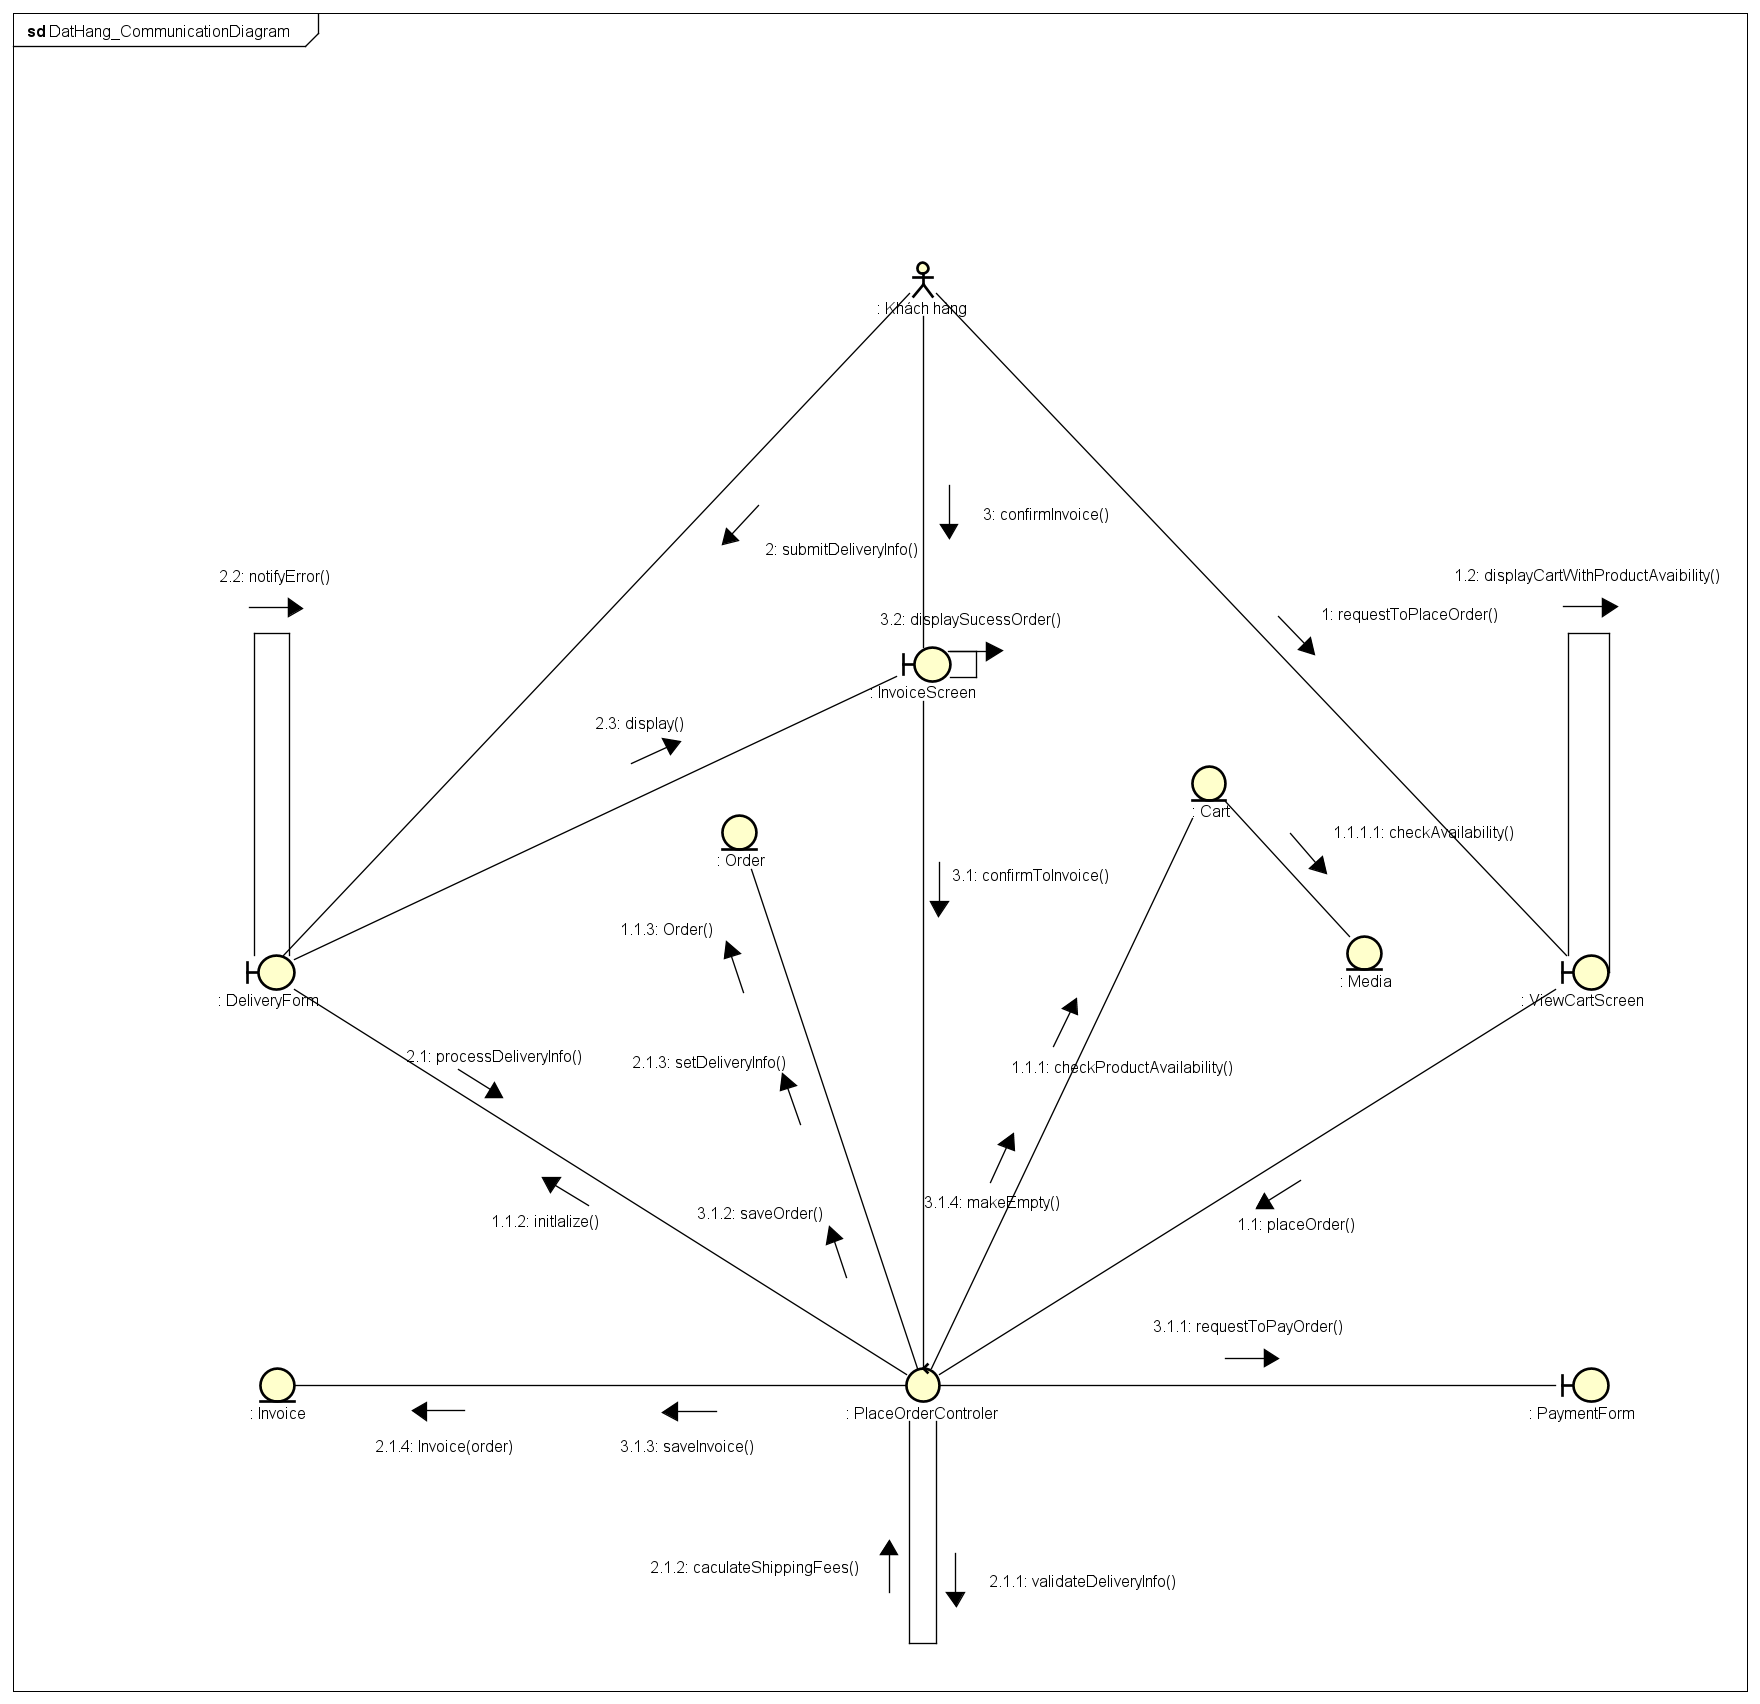 sd DatHang_CommunicationDiagram
: Khách hàng
3: confirmInvoice()
2: submitDeliveryInfo()
2.2: notifyError()
1.2: displayCartWithProductAvaibility()
3.2: displaySucessOrder()
1: requestToPlaceOrder()
: InvoiceScreen
2.3: display()
: Cart
1.1.1.1: checkAvailability()
: Order
3.1: confirmToInvoice()
1.1.3: Order()
: Media
: DeliveryForm
: ViewCartScreen
2.1: processDeliveryInfo()
2.1.3: setDeliveryInfo()
1.1.1: checkProductAvailability()
3.1.4: makeEmpty()
3.1.2: saveOrder()
1.1.2: initlalize()
1.1: placeOrder()
3.1.1: requestToPayOrder()
: Invoice
: PlaceOrderControler
: PaymentForm
2.1.4: Invoice(order)
3.1.3: saveInvoice()
2.1.2: caculateShippingFees()
2.1.1: validateDeliveryInfo()